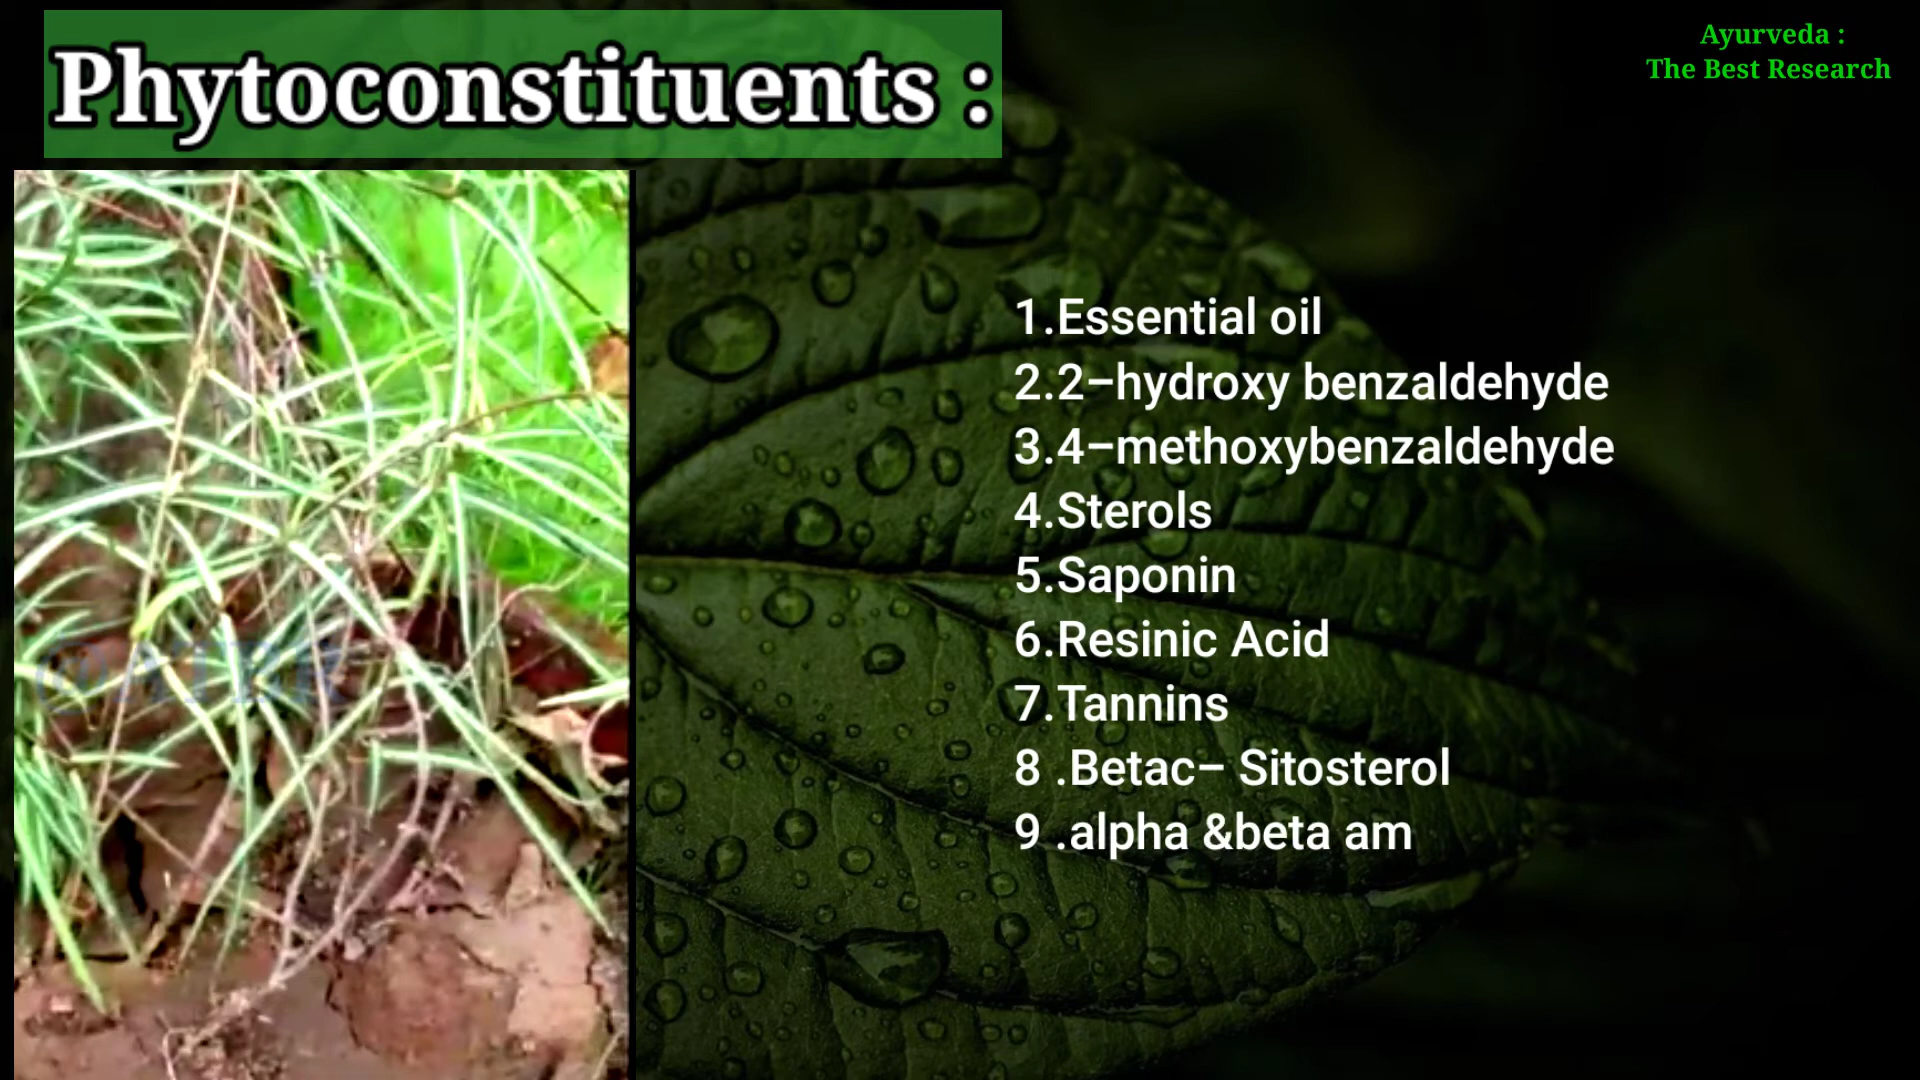 Phytoconstituents :
Ayurveda :
The Best Research
1.Essential oil
2.2–hydroxy benzaldehyde
3.4–methoxybenzaldehyde
4.Sterols
5.Saponin
6.Resinic Acid
7.Tannins
8 .Betac– Sitosterol
9 .alpha &beta am